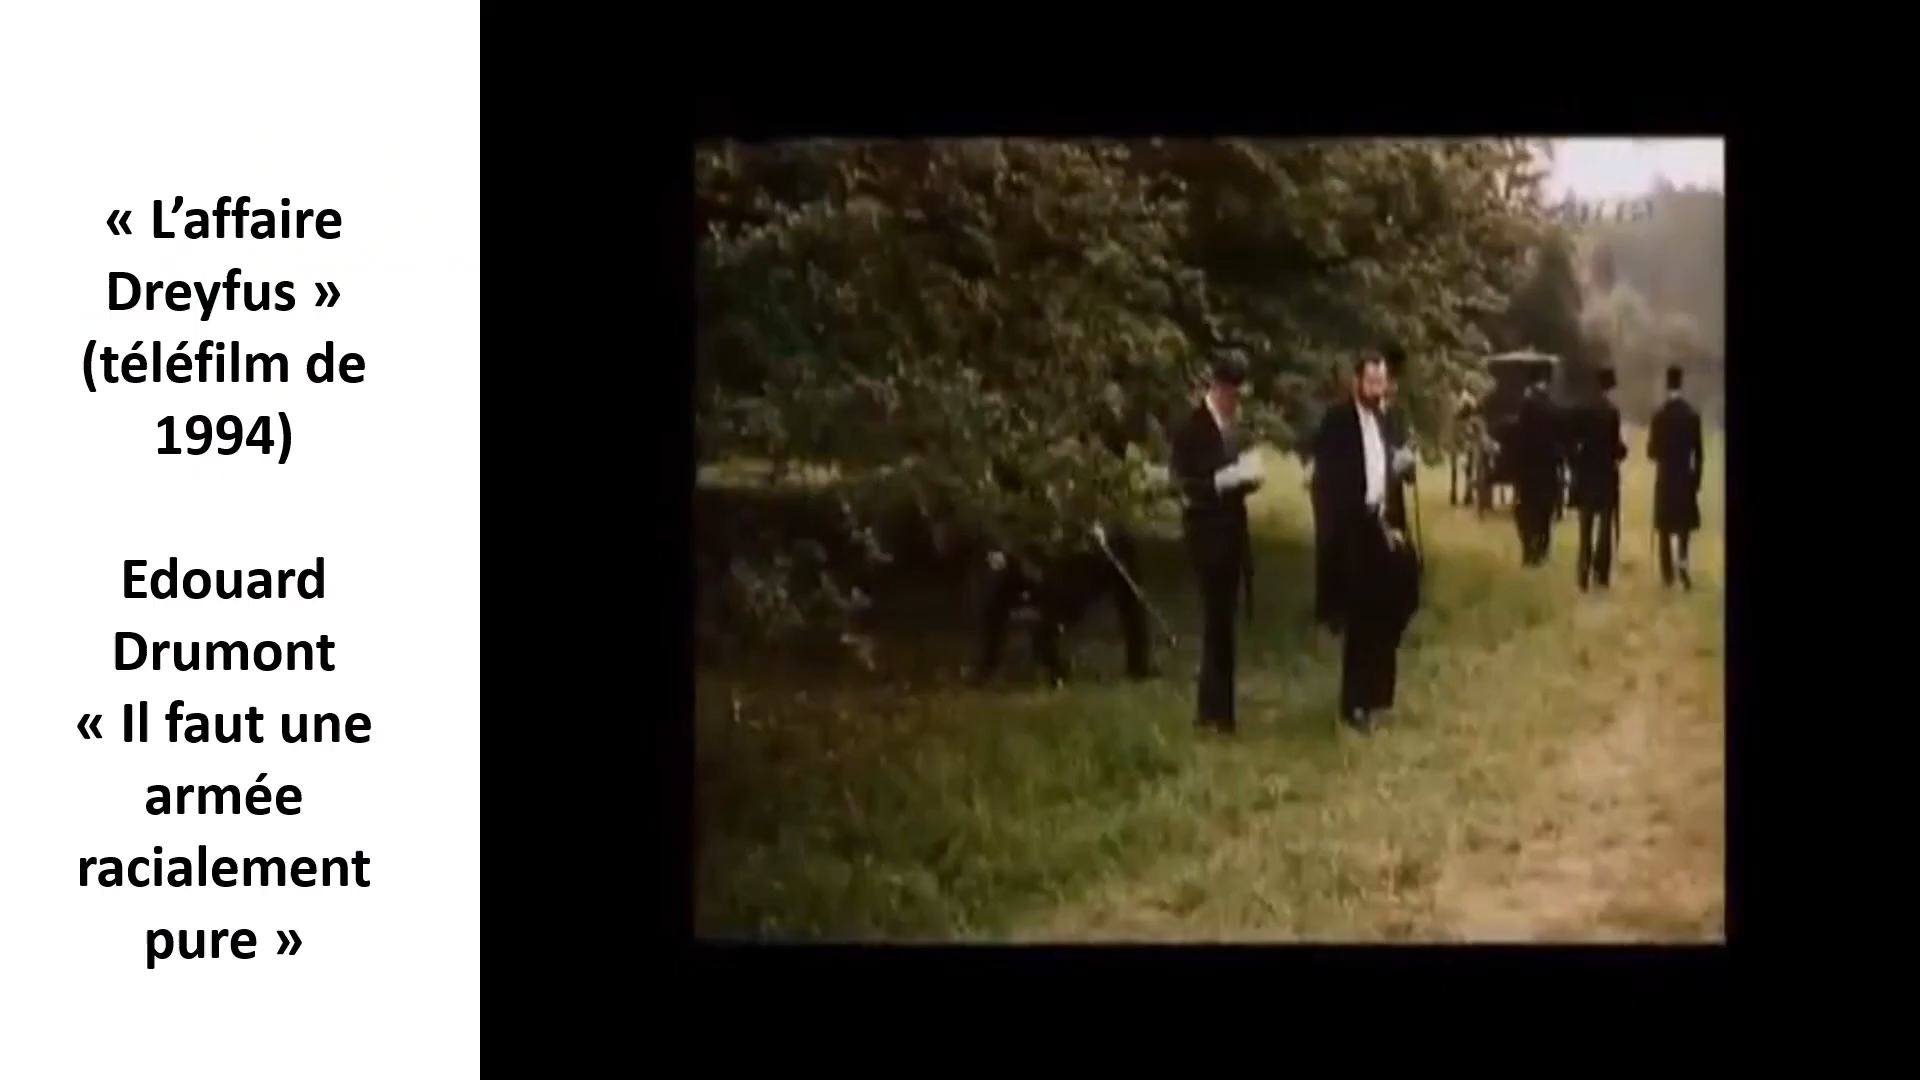 « L’affaire
Dreyfus »
(téléfilm de
1994)
Edouard
Drumont
« Il faut une
armée
racialement
pure »